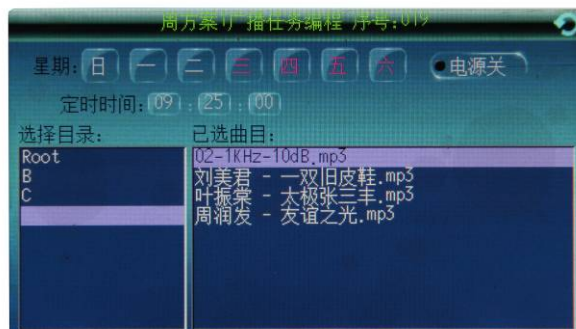 周方案1广播任务编程 序号:019
星期: 日 一 二 三 四 五 六 电源关
定时时间: 09 : 25 : 00
选择目录: 已选曲目:
Root 02-1KHz-10dB.mp3
B 刘美君 - 一双旧皮鞋.mp3
C 叶振棠 - 太极张三丰.mp3
周润发 - 友谊之光.mp3